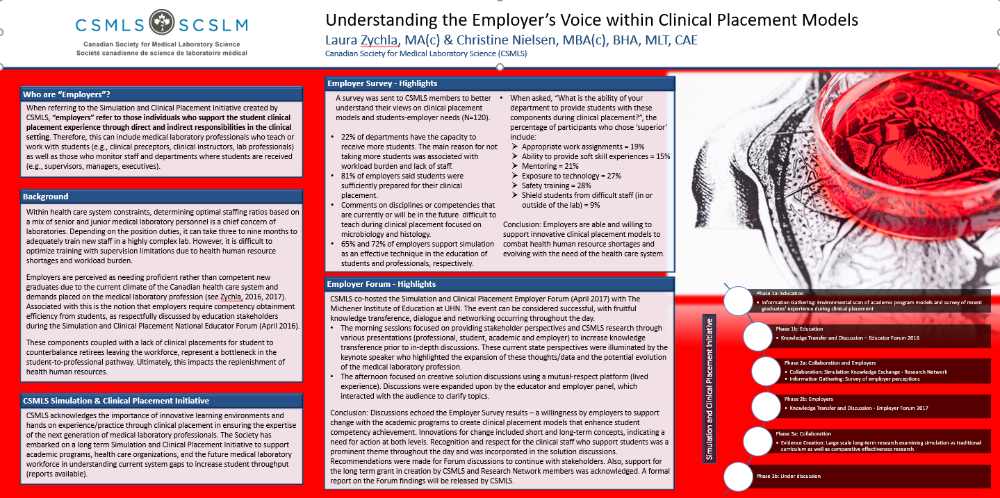 CSMLS SCSLM
Canadian Society for Medical Laboratory Science
Société canadienne de science de laboratoire médical
Understanding the Employer's Voice within Clinical Placement Models
Laura Zychla, MA(c) & Christine Nielsen, MBA(c), BHA, MLT, CAE
Canadian Society for Medical Laboratory Science (CSMLS)
Who are "Employers"?
When referring to the Simulation and Clinical Placement Initiative created by
CSMLS, "employers" refer to those individuals who support the student clinical
placement experience through direct and indirect responsibilities in the clinical
setting. Therefore, this can include medical laboratory professionals who teach or
work with students (e.g., clinical preceptors, clinical instructors, lab professionals)
as well as those who monitor staff and departments where students are received
(e.g., supervisors, managers, executives).
Background
Within health care system constraints, determining optimal staffing ratios based on
a mix of senior and junior medical laboratory personnel is a chief concern of
laboratories. Depending on the position duties, it can take three to nine months to
adequately train new staff in a highly complex lab. However, it is difficult to
optimize training with supervision limitations due to health human resource
shortages and workload burden.
Employers are perceived as needing proficient rather than competent new
graduates due to the current climate of the Canadian health care system and
demands placed on the medical laboratory profession (see Zychla, 2016, 2017).
Associated with this is the notion that employers require competency obtainment
efficiency from students, as respectfully discussed by education stakeholders
during the Simulation and Clinical Placement National Educator Forum (April 2016).
These components coupled with a lack of clinical placements for student to
counterbalance retirees leaving the workforce, represent a bottleneck in the
student-to-professional pathway. Ultimately, this impacts the replenishment of
health human resources.
CSMLS Simulation & Clinical Placement Initiative
CSMLS acknowledges the importance of innovative learning environments and
hands on experience/practice through clinical placement in ensuring the expertise
of the next generation of medical laboratory professionals. The Society has
embarked on a long term Simulation and Clinical Placement Initiative to support
academic programs, health care organizations, and the future medical laboratory
workforce in understanding current system gaps to increase student throughput
(reports available).
Employer Survey - Highlights
A survey was sent to CSMLS members to better
understand their views on clinical placement
models and students-employer needs (N=120).
• 22% of departments have the capacity to
receive more students. The main reason for not
taking more students was associated with
workload burden and lack of staff.
• 81% of employers said students were
sufficiently prepared for their clinical
placement.
• Comments on disciplines or competencies that
are currently or will be in the future difficult to
teach during clinical placement focused on
microbiology and histology.
• 65% and 72% of employers support simulation
as an effective technique in the education of
students and professionals, respectively.
• When asked, "What is the ability of your
department to provide students with these
components during clinical placement?", the
percentage of participants who chose 'superior'
include:
➢ Appropriate work assignments = 19%
➢ Ability to provide soft skill experiences = 15%
➢ Mentoring = 21%
➢ Exposure to technology = 27%
➢ Safety training = 28%
➢ Shield students from difficult staff (in or
outside of the lab) = 9%
Conclusion: Employers are able and willing to
support innovative clinical placement models to
combat health human resource shortages and
evolving with the need of the health care system.
Employer Forum - Highlights
CSMLS co-hosted the Simulation and Clinical Placement Employer Forum (April 2017) with The
Michener Institute of Education at UHN. The event can be considered successful, with fruitful
knowledge transference, dialogue and networking occurring throughout the day.
• The morning sessions focused on providing stakeholder perspectives and CSMLS research through
various presentations (professional, student, academic and employer) to increase knowledge
transference prior to in-depth discussions. These current state perspectives were illuminated by the
keynote speaker who highlighted the expansion of these thoughts/data and the potential evolution
of the medical laboratory profession.
• The afternoon focused on creative solution discussions using a mutual-respect platform (lived
experience). Discussions were expanded upon by the educator and employer panel, which
interacted with the audience to clarify topics.
Conclusion: Discussions echoed the Employer Survey results – a willingness by employers to support
change with the academic programs to create clinical placement models that enhance student
competency achievement. Innovations for change included short and long-term concepts, indicating a
need for action at both levels. Recognition and respect for the clinical staff who support students was a
prominent theme throughout the day and was incorporated in the solution discussions.
Recommendations were made for Forum discussions to continue with stakeholders. Also, support for
the long term grant in creation by CSMLS and Research Network members was acknowledged. A formal
report on the Forum findings will be released by CSMLS.
Simulation and Clinical Placement Initiative
Phase 1a: Education
• Information Gathering: Environmental scan of academic program models and survey of recent
graduates' experience during clinical placement
Phase 1b: Education
• Knowledge Transfer and Discussion – Educator Forum 2016
Phase 2a: Collaboration and Employers
• Collaboration: Simulation Knowledge Exchange - Research Network
• Information Gathering: Survey of employer perceptions
Phase 2b: Employers
• Knowledge Transfer and Discussion - Employer Forum 2017
Phase 3a: Collaboration
• Evidence Creation: Large scale long-term research examining simulation vs traditional
curriculum as well as comparative effectiveness research
Phase 3b: Under discussion